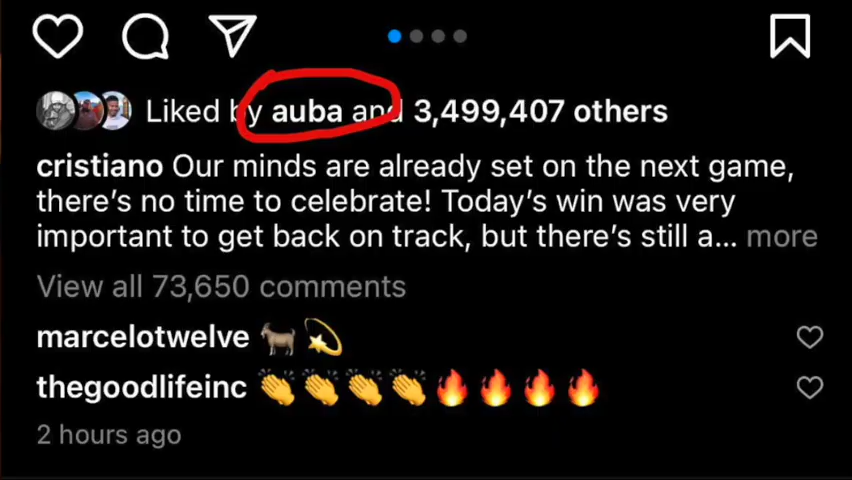 Liked by auba and 3,499,407 others
cristiano Our minds are already set on the next game,
there's no time to celebrate! Today's win was very
important to get back on track, but there's still a... more
View all 73,650 comments
marcelotwelve 🐐💫
thegoodlifeinc 👏👏👏👏🔥🔥🔥🔥
2 hours ago